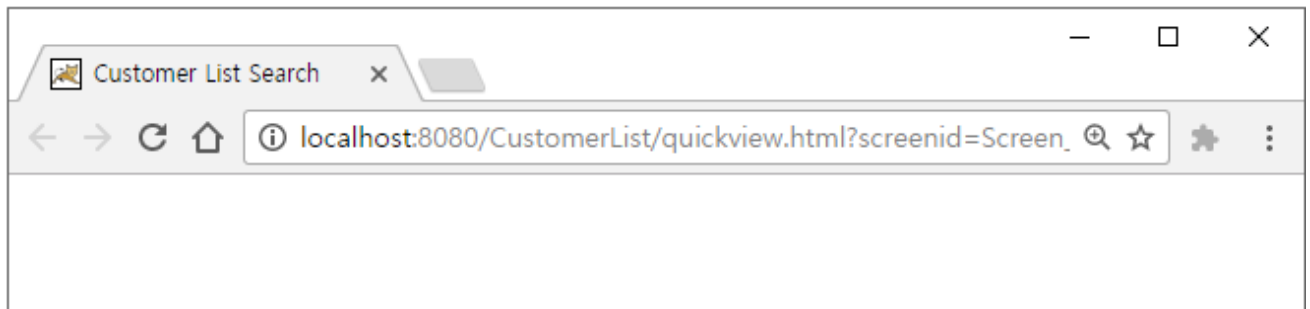 Customer List Search
localhost:8080/CustomerList/quickview.html?screenid=Screen_